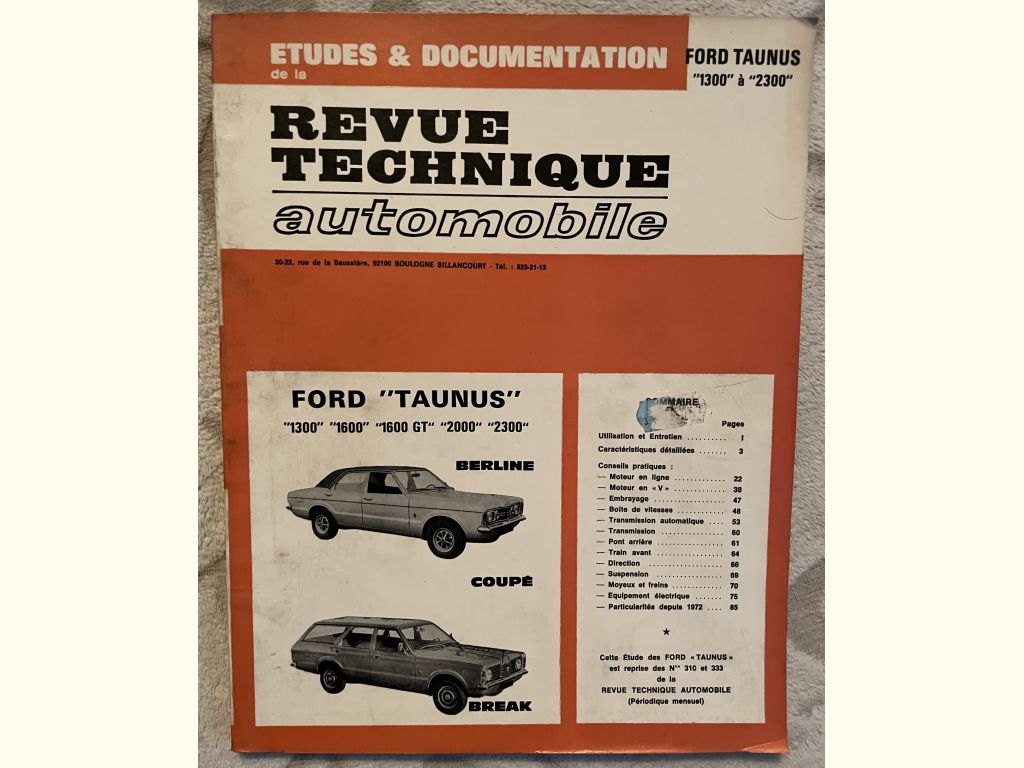 ETUDES & DOCUMENTATION
de la
FORD TAUNUS
"1300" à "2300"
REVUE
TECHNIQUE
automobile
20-22, rue de la Saussière, 92100 BOULOGNE BILLANCOURT - Tél. : 825-21-13
FORD "TAUNUS"
"1300" "1600" "1600 GT" "2000" "2300"
BERLINE
COUPÉ
BREAK
SOMMAIRE
Pages
Utilisation et Entretien .......... I
Caractéristiques détaillées ....... 3
Conseils pratiques :
— Moteur en ligne ............. 22
— Moteur en « V » ............. 38
— Embrayage .................. 47
— Boîte de vitesses ............ 48
— Transmission automatique .... 53
— Transmission ................ 60
— Pont arrière ................. 61
— Train avant ................. 64
— Direction .................... 66
— Suspension ................. 69
— Moyeux et freins ............. 70
— Equipement électrique ....... 75
— Particularités depuis 1972 .... 85
★
Cette Étude des FORD « TAUNUS »
est reprise des N°° 310 et 333
de la
REVUE TECHNIQUE AUTOMOBILE
(Périodique mensuel)